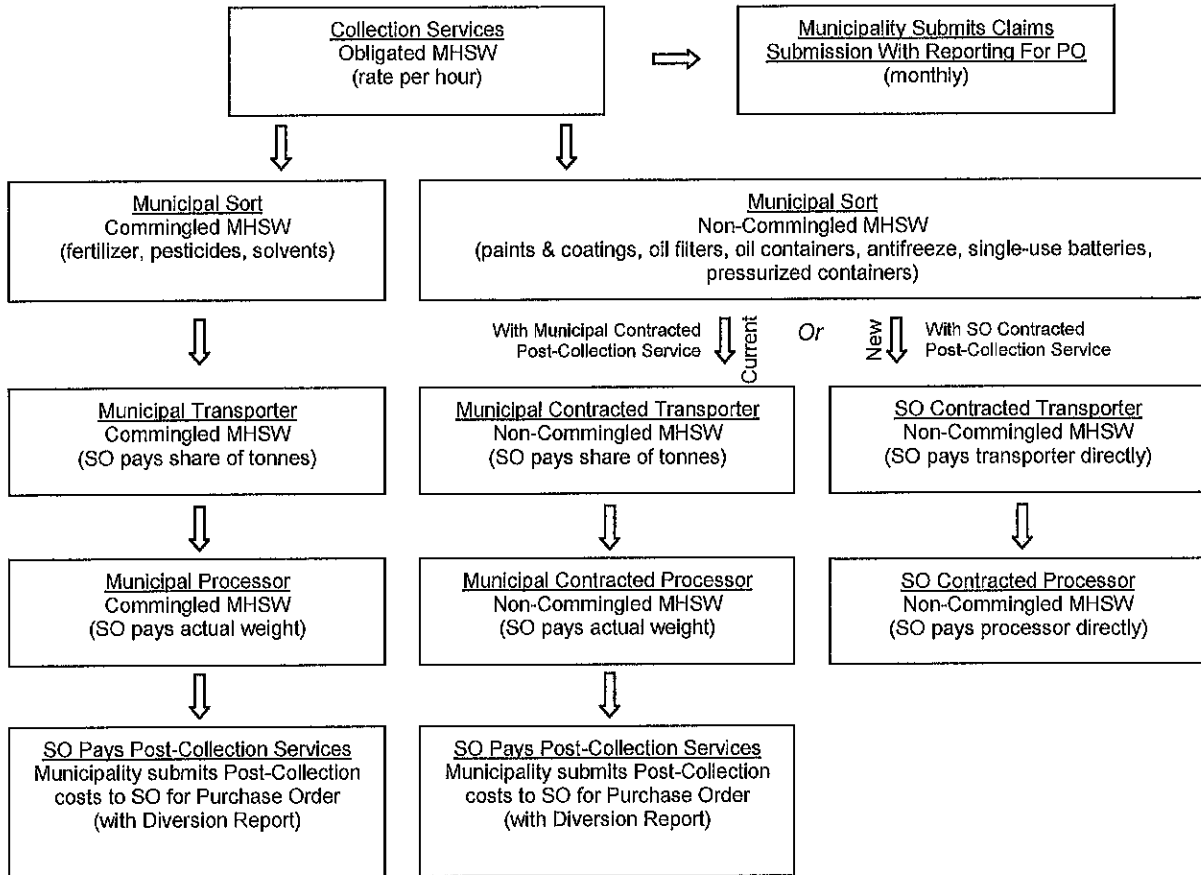 Collection Services
Obligated MHSW
(rate per hour)
Municipality Submits Claims
Submission With Reporting For PO
(monthly)
Municipal Sort
Commingled MHSW
(fertilizer, pesticides, solvents)
Municipal Sort
Non-Commingled MHSW
(paints & coatings, oil filters, oil containers, antifreeze, single-use batteries,
pressurized containers)
With Municipal Contracted
Post-Collection Service
Current
Or
New
With SO Contracted
Post-Collection Service
Municipal Transporter
Commingled MHSW
(SO pays share of tonnes)
Municipal Contracted Transporter
Non-Commingled MHSW
(SO pays share of tonnes)
SO Contracted Transporter
Non-Commingled MHSW
(SO pays transporter directly)
Municipal Processor
Commingled MHSW
(SO pays actual weight)
Municipal Contracted Processor
Non-Commingled MHSW
(SO pays actual weight)
SO Contracted Processor
Non-Commingled MHSW
(SO pays processor directly)
SO Pays Post-Collection Services
Municipality submits Post-Collection
costs to SO for Purchase Order
(with Diversion Report)
SO Pays Post-Collection Services
Municipality submits Post-Collection
costs to SO for Purchase Order
(with Diversion Report)